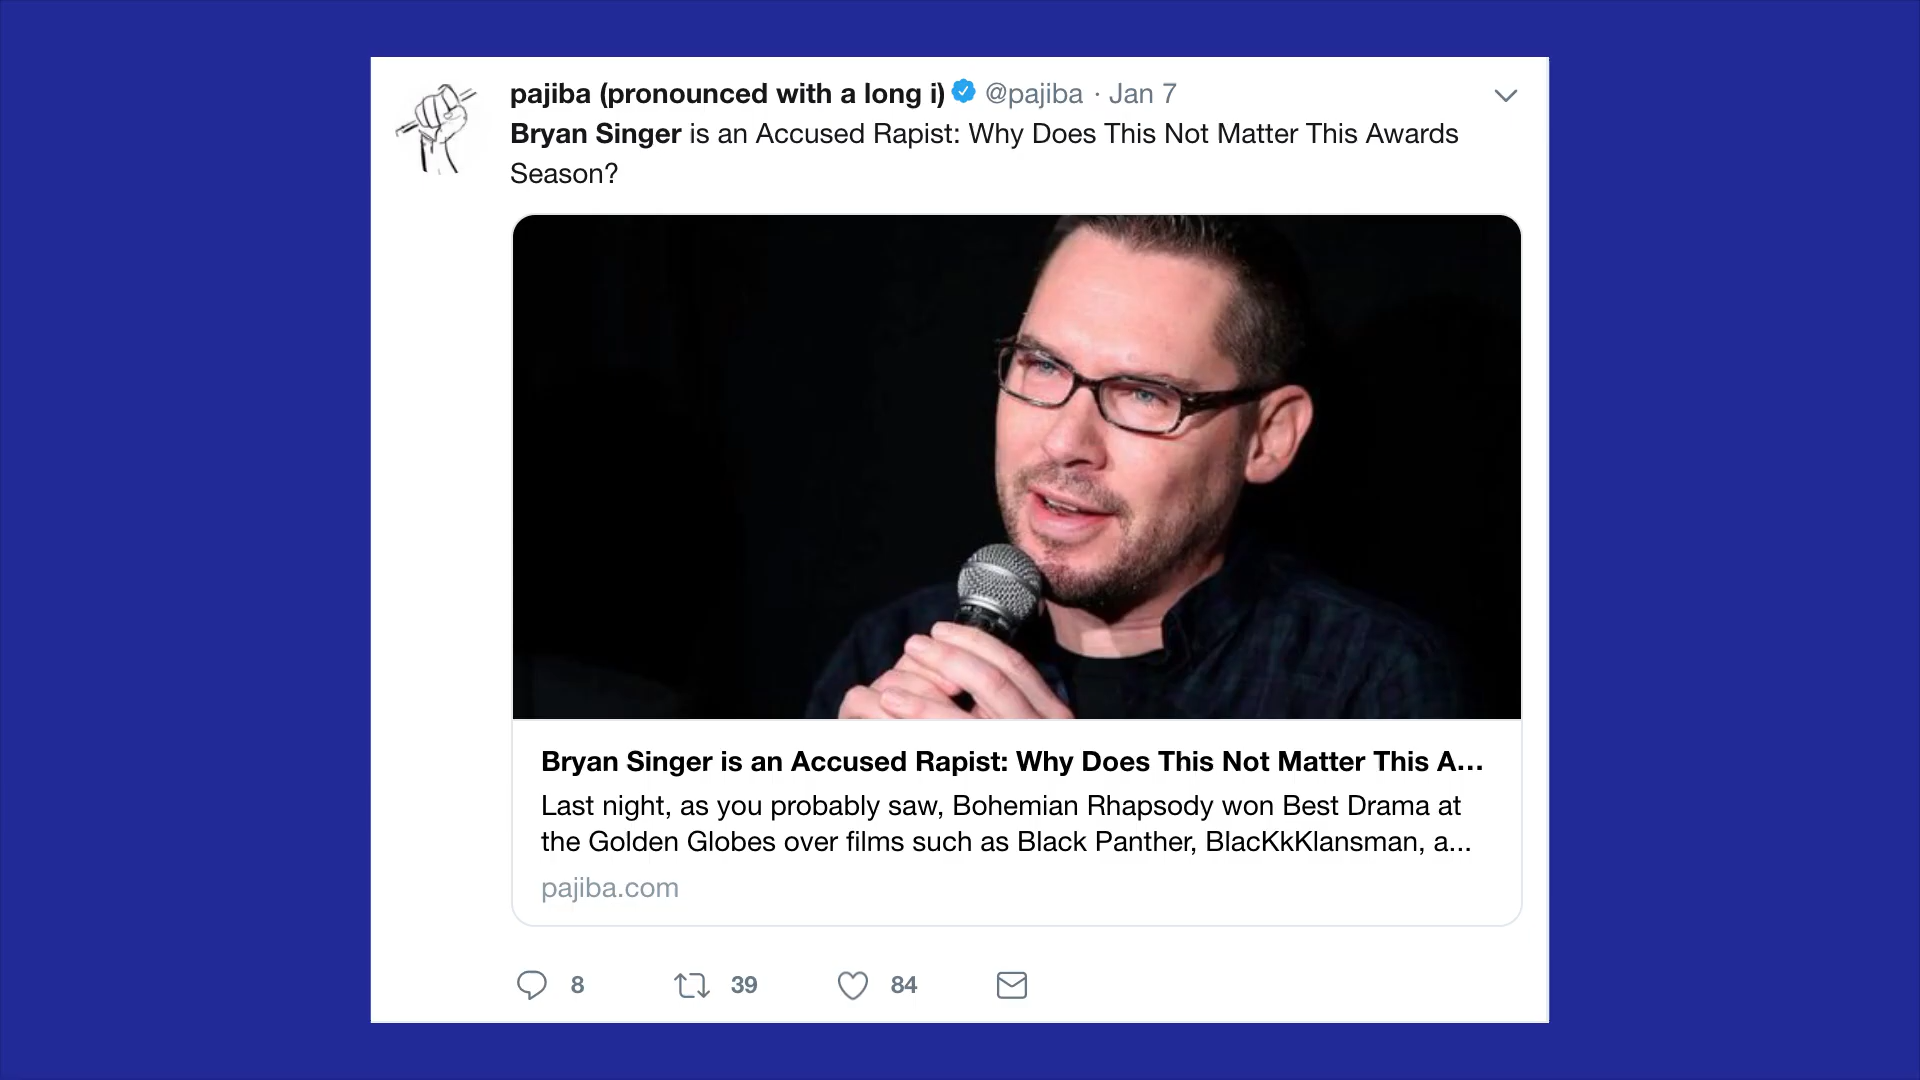 pajiba (pronounced with a long i) @pajiba · Jan 7
Bryan Singer is an Accused Rapist: Why Does This Not Matter This Awards
Season?
Bryan Singer is an Accused Rapist: Why Does This Not Matter This A...
Last night, as you probably saw, Bohemian Rhapsody won Best Drama at
the Golden Globes over films such as Black Panther, BlacKkKlansman, a...
pajiba.com
8 39 84